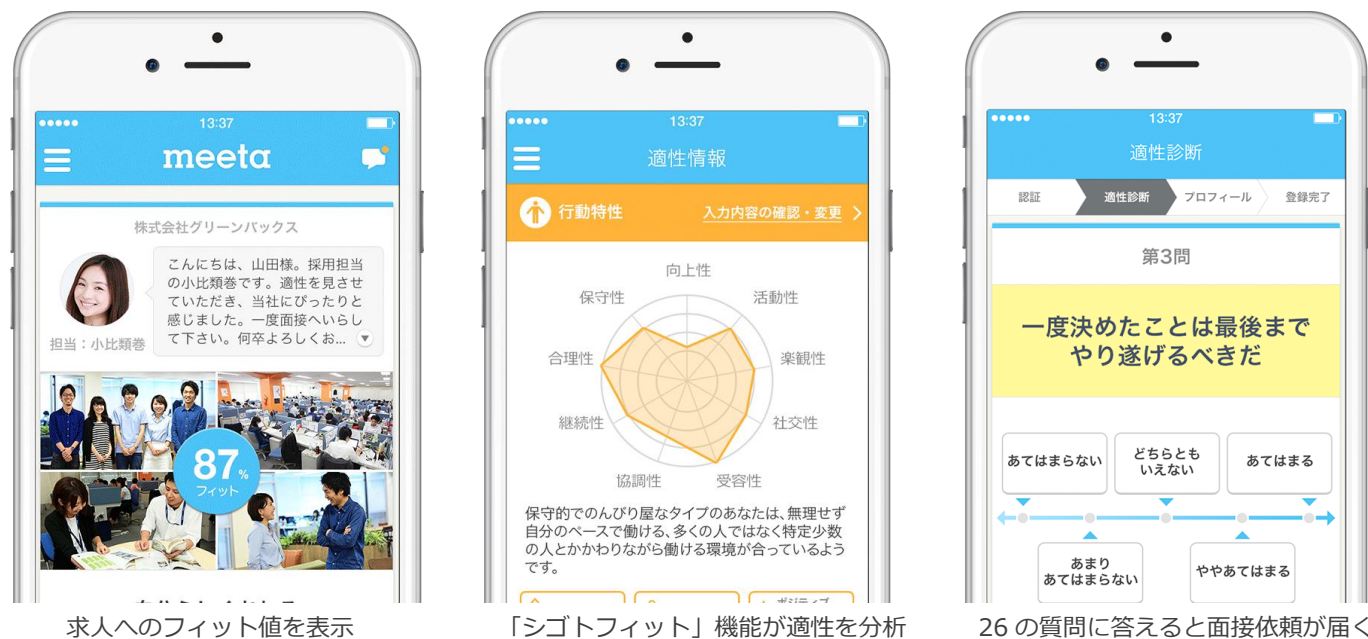 13:37
meeta
株式会社グリーンバックス
こんにちは、山田様。採用担当
の小比類巻です。適性を見させ
ていただき、当社にぴったりと
感じました。一度面接へいらし
て下さい。何卒よろしくお...
担当：小比類巻
87%
フィット
求人へのフィット値を表示
13:37
適性情報
行動特性
入力内容の確認・変更
向上性
保守性
活動性
合理性
楽観性
継続性
社交性
協調性
受容性
保守的でのんびり屋なタイプのあなたは、無理せず
自分のペースで働ける、多くの人ではなく特定少数
の人とかかわりながら働ける環境が合っているよう
です。
「シゴトフィット」機能が適性を分析
13:37
適性診断
認証
適性診断
プロフィール
登録完了
第3問
一度決めたことは最後まで
やり遂げるべきだ
あてはまらない
どちらとも
いえない
あてはまる
あまり
あてはまらない
ややあてはまる
26 の質問に答えると面接依頼が届く